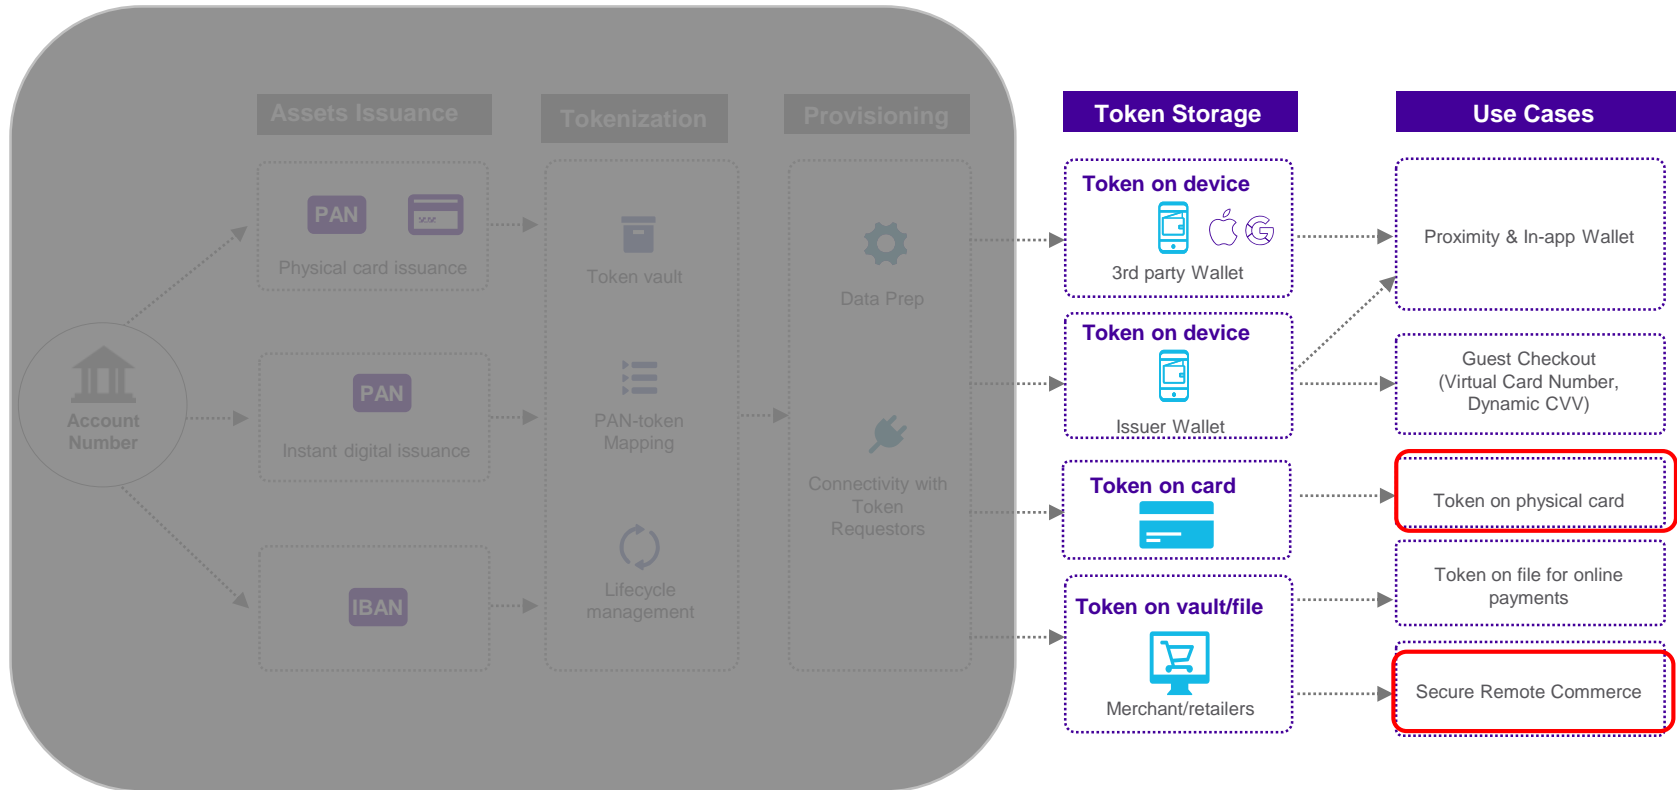 Assets Issuance
Tokenization
Provisioning
Token Storage
Use Cases
PAN
Physical card issuance
PAN
Instant digital issuance
IBAN
Account
Number
Token vault
PAN-token
Mapping
Lifecycle
management
Data Prep
Connectivity with
Token
Requestors
Token on device
3rd party Wallet
Token on device
Issuer Wallet
Token on card
Token on vault/file
Merchant/retailers
Proximity & In-app Wallet
Guest Checkout
(Virtual Card Number,
Dynamic CVV)
Token on physical card
Token on file for online
payments
Secure Remote Commerce